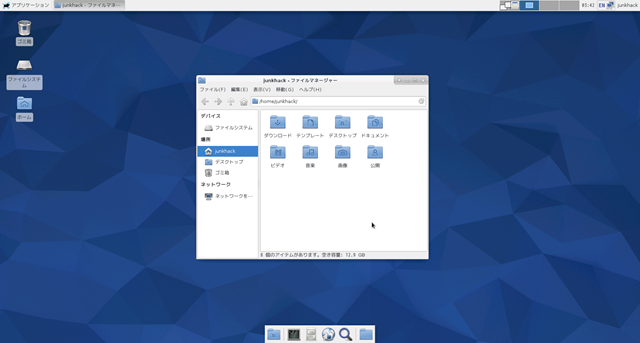 アプリケーション junkhack - ファイルマネー... 03:42 EN junkhack
ゴミ箱
ファイルシステム
ホーム
junkhack - ファイルマネージャー
ファイル(F) 編集(E) 表示(V) 移動(G) ヘルプ(H)
/home/junkhack/
デバイス
ファイルシステム
場所
junkhack
デスクトップ
ゴミ箱
ネットワーク
ネットワークを...
ダウンロード テンプレート デスクトップ ドキュメント
ビデオ 音楽 画像 公開
8 個のアイテムがあります。空き容量: 12.3 GB